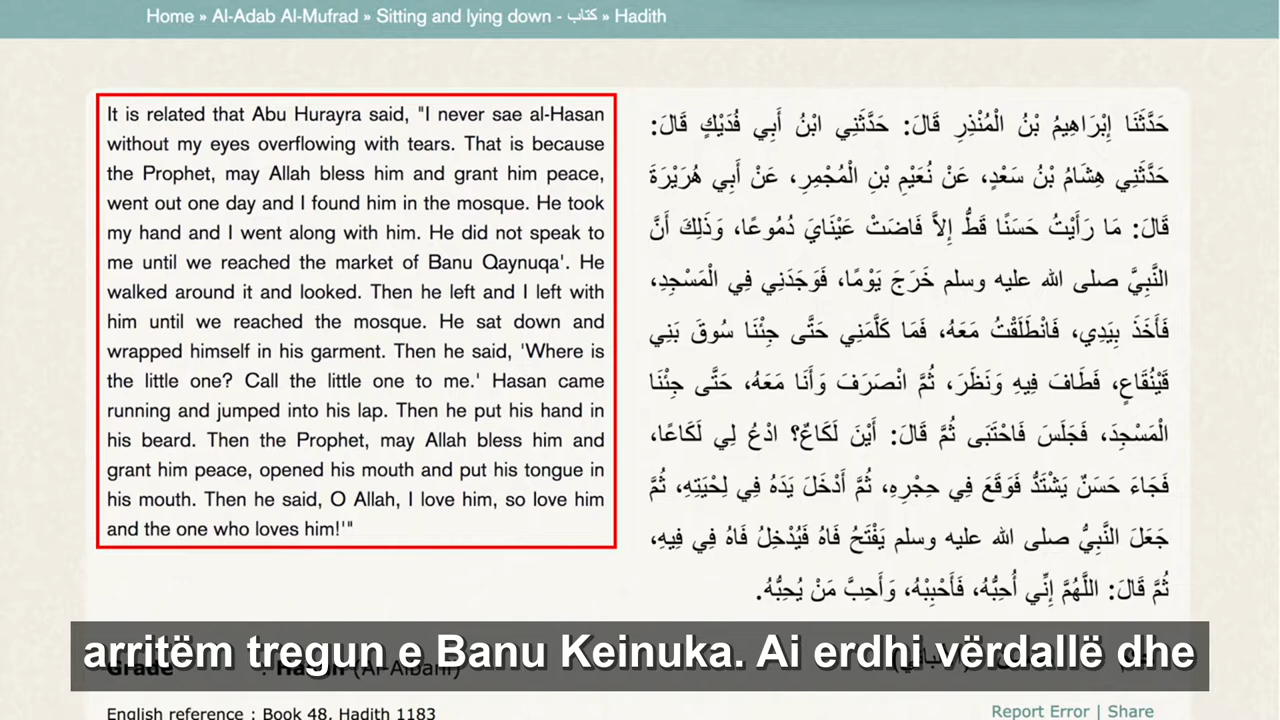 Home » Al-Adab Al-Mufrad » Sitting and lying down - كتاب » Hadith
It is related that Abu Hurayra said, "I never sae al-Hasan
without my eyes overflowing with tears. That is because
the Prophet, may Allah bless him and grant him peace,
went out one day and I found him in the mosque. He took
my hand and I went along with him. He did not speak to
me until we reached the market of Banu Qaynuqa'. He
walked around it and looked. Then he left and I left with
him until we reached the mosque. He sat down and
wrapped himself in his garment. Then he said, 'Where is
the little one? Call the little one to me.' Hasan came
running and jumped into his lap. Then he put his hand in
his beard. Then the Prophet, may Allah bless him and
grant him peace, opened his mouth and put his tongue in
his mouth. Then he said, O Allah, I love him, so love him
and the one who loves him!'"
حَدَّثَنَا إِبْرَاهِيمُ بْنُ الْمُنْذِرِ قَالَ: حَدَّثَنِي ابْنُ أَبِي فُدَيْكٍ قَالَ:
حَدَّثَنِي هِشَامُ بْنُ سَعْدٍ، عَنْ نُعَيْمِ بْنِ الْمُجْمِرِ، عَنْ أَبِي هُرَيْرَةَ
قَالَ: مَا رَأَيْتُ حَسَنًا قَطُّ إِلاَّ فَاضَتْ عَيْنَايَ دُمُوعًا، وَذَلِكَ أَنَّ
النَّبِيَّ صلى الله عليه وسلم خَرَجَ يَوْمًا، فَوَجَدَنِي فِي الْمَسْجِدِ،
فَأَخَذَ بِيَدِي، فَانْطَلَقْتُ مَعَهُ، فَمَا كَلَّمَنِي حَتَّى جِئْنَا سُوقَ بَنِي
قَيْنُقَاعٍ، فَطَافَ فِيهِ وَنَظَرَ، ثُمَّ انْصَرَفَ وَأَنَا مَعَهُ، حَتَّى جِئْنَا
الْمَسْجِدَ، فَجَلَسَ فَاحْتَبَى ثُمَّ قَالَ: أَيْنَ لَكَاعٌ؟ ادْعُ لِي لَكَاعًا،
فَجَاءَ حَسَنٌ يَشْتَدُّ فَوَقَعَ فِي حِجْرِهِ، ثُمَّ أَدْخَلَ يَدَهُ فِي لِحْيَتِهِ، ثُمَّ
جَعَلَ النَّبِيُّ صلى الله عليه وسلم يَفْتَحُ فَاهُ فَيُدْخِلُ فَاهُ فِي فِيهِ،
ثُمَّ قَالَ: اللَّهُمَّ إِنِّي أُحِبُّهُ، فَأَحْبِبْهُ، وَأَحِبَّ مَنْ يُحِبُّهُ.
Grade : Hasan (Al-Albani)
arritëm tregun e Banu Keinuka. Ai erdhi vërdallë dhe
English reference : Book 48, Hadith 1183
Report Error | Share